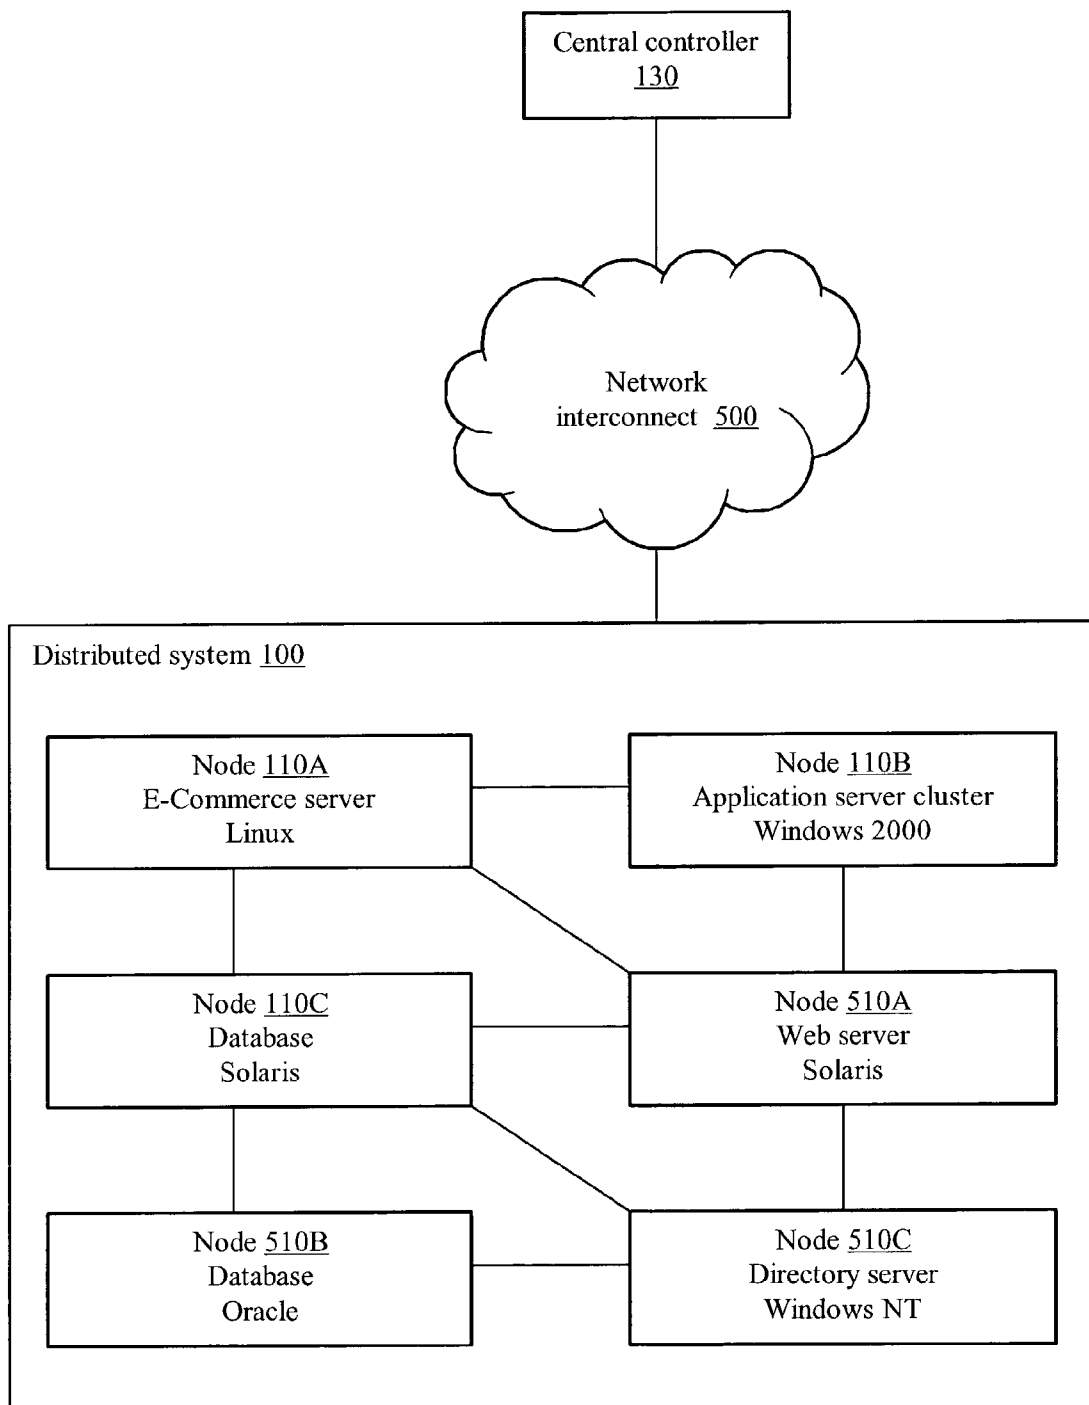 Central controller
130
Network
interconnect 500
Distributed system 100
Node 110A
E-Commerce server
Linux
Node 110B
Application server cluster
Windows 2000
Node 110C
Database
Solaris
Node 510A
Web server
Solaris
Node 510B
Database
Oracle
Node 510C
Directory server
Windows NT